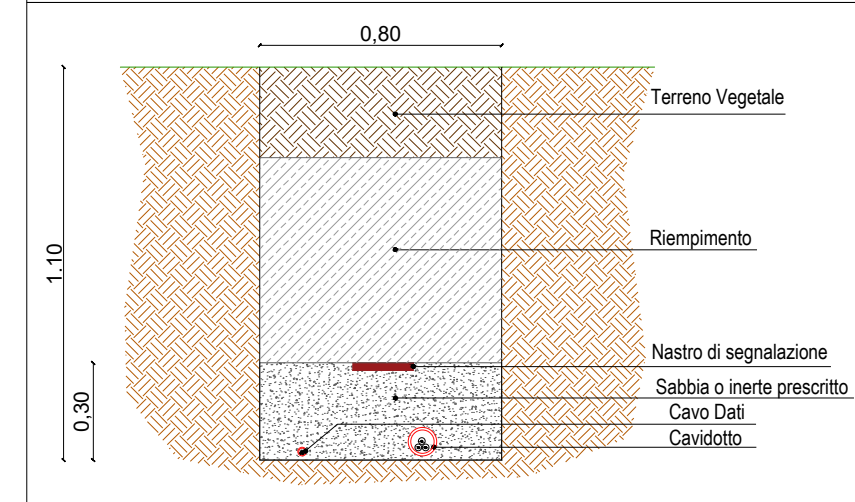 0,80
Terreno Vegetale
Riempimento
1.10
Nastro di segnalazione
Sabbia o inerte prescritto
0,30
Cavo Dati
Cavidotto